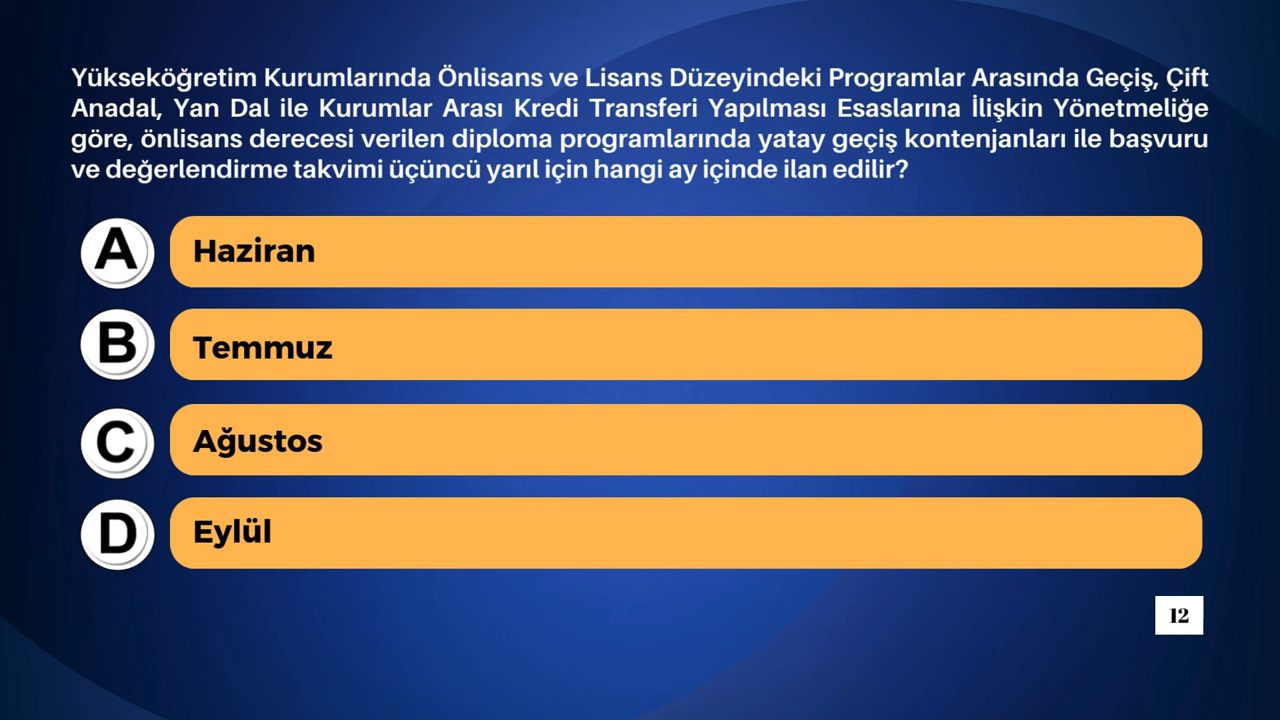 Yükseköğretim Kurumlarında Önlisans ve Lisans Düzeyindeki Programlar Arasında Geçiş, Çift
Anadal, Yan Dal ile Kurumlar Arası Kredi Transferi Yapılması Esaslarına İlişkin Yönetmeliğe
göre, önlisans derecesi verilen diploma programlarında yatay geçiş kontenjanları ile başvuru
ve değerlendirme takvimi üçüncü yarıl için hangi ay içinde ilan edilir?
A Haziran
B Temmuz
C Ağustos
D Eylül
12